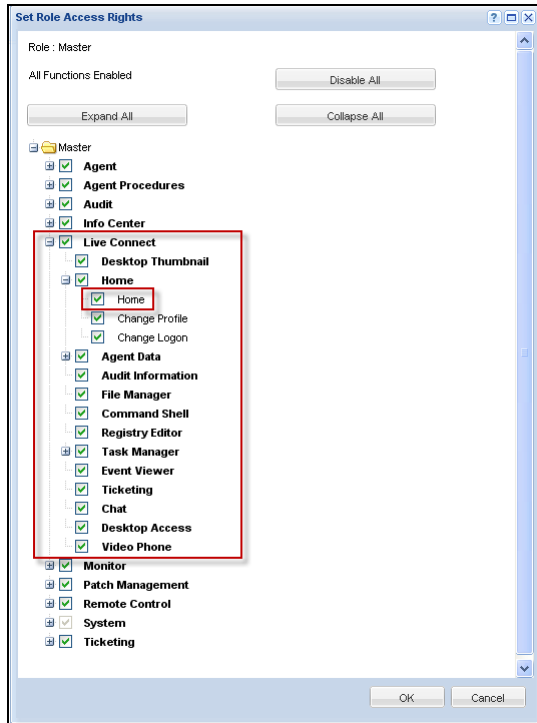 Set Role Access Rights
Role : Master
All Functions Enabled
Disable All
Expand All
Collapse All
Master
Agent
Agent Procedures
Audit
Info Center
Live Connect
Desktop Thumbnail
Home
Home
Change Profile
Change Logon
Agent Data
Audit Information
File Manager
Command Shell
Registry Editor
Task Manager
Event Viewer
Ticketing
Chat
Desktop Access
Video Phone
Monitor
Patch Management
Remote Control
System
Ticketing
OK
Cancel